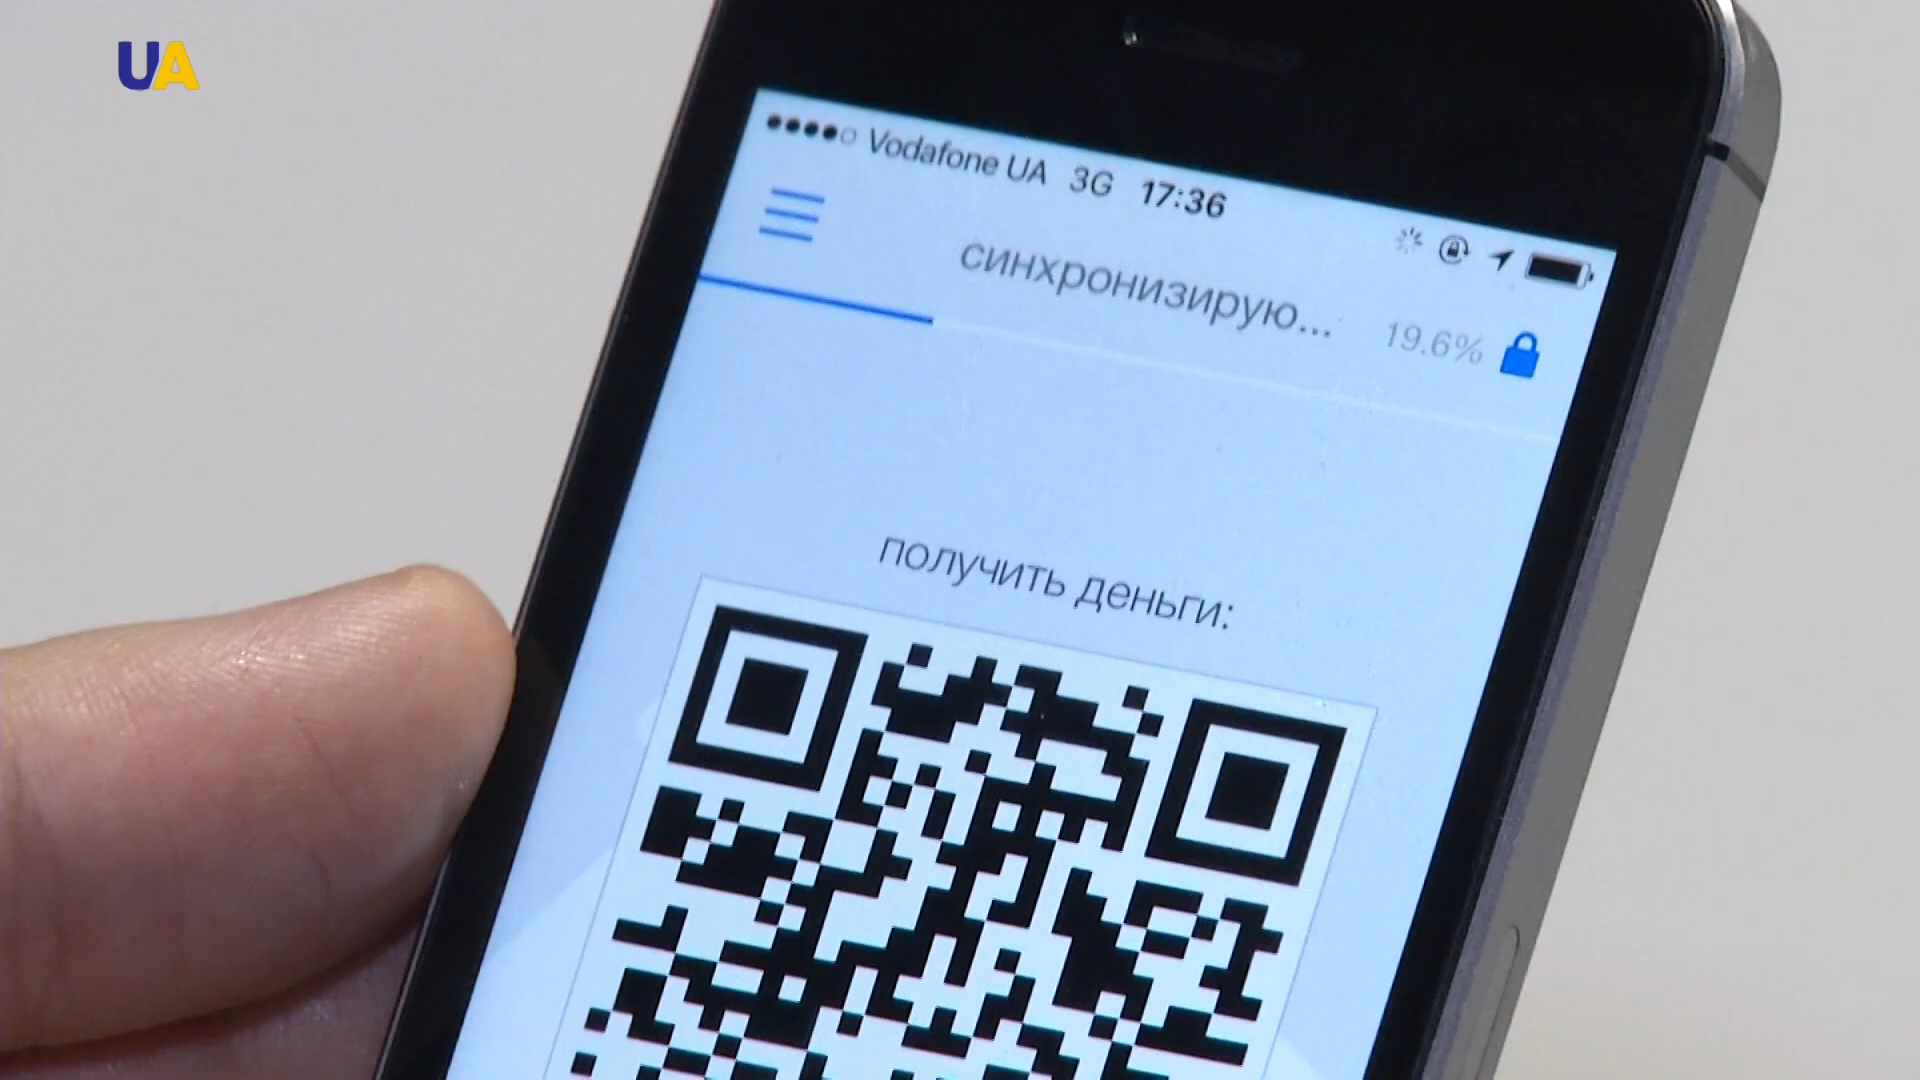 UA
Vodafone UA 3G 17:36
синхронизирую... 19.6%
получить деньги: